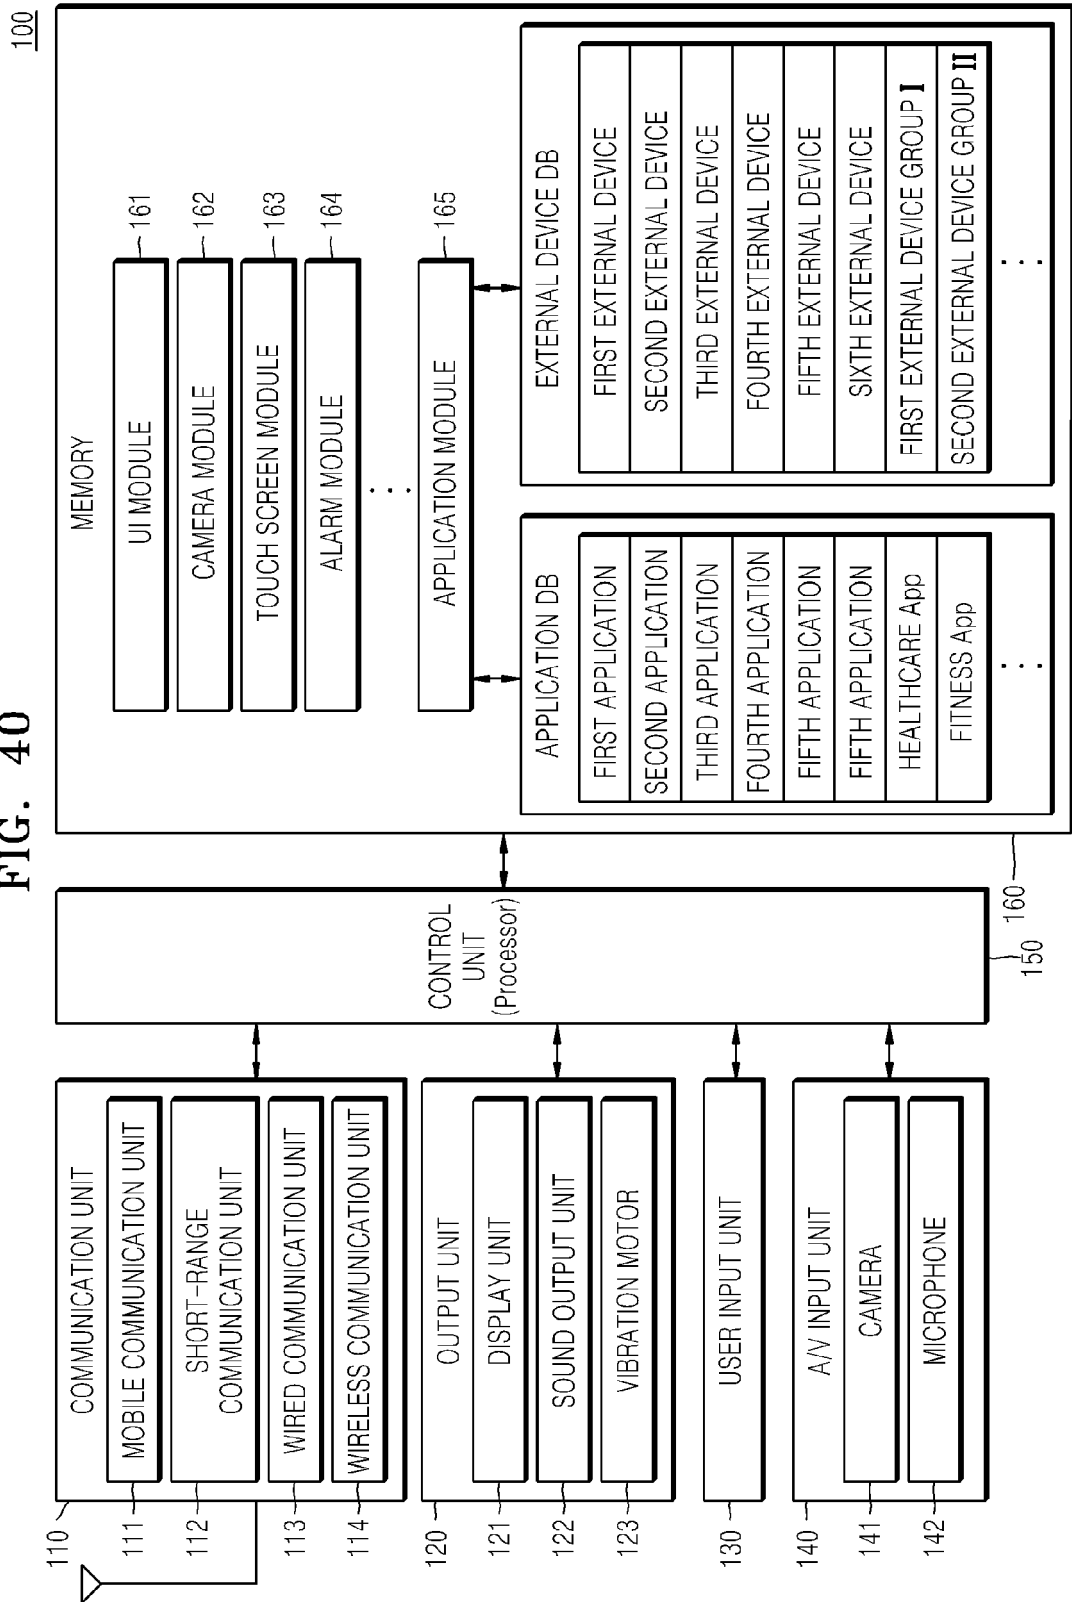 FIG. 40
100
110
COMMUNICATION UNIT
111
MOBILE COMMUNICATION UNIT
112
SHORT-RANGE
COMMUNICATION UNIT
113
WIRED COMMUNICATION UNIT
114
WIRELESS COMMUNICATION UNIT
120
OUTPUT UNIT
121
DISPLAY UNIT
122
SOUND OUTPUT UNIT
123
VIBRATION MOTOR
130
USER INPUT UNIT
140
A/V INPUT UNIT
141
CAMERA
142
MICROPHONE
CONTROL
UNIT
(Processor)
150
160
MEMORY
UI MODULE
161
CAMERA MODULE
162
TOUCH SCREEN MODULE
163
ALARM MODULE
164
. . .
APPLICATION MODULE
165
APPLICATION DB
FIRST APPLICATION
SECOND APPLICATION
THIRD APPLICATION
FOURTH APPLICATION
FIFTH APPLICATION
FIFTH APPLICATION
HEALTHCARE App
FITNESS App
. . .
EXTERNAL DEVICE DB
FIRST EXTERNAL DEVICE
SECOND EXTERNAL DEVICE
THIRD EXTERNAL DEVICE
FOURTH EXTERNAL DEVICE
FIFTH EXTERNAL DEVICE
SIXTH EXTERNAL DEVICE
FIRST EXTERNAL DEVICE GROUP I
SECOND EXTERNAL DEVICE GROUP II
. . .